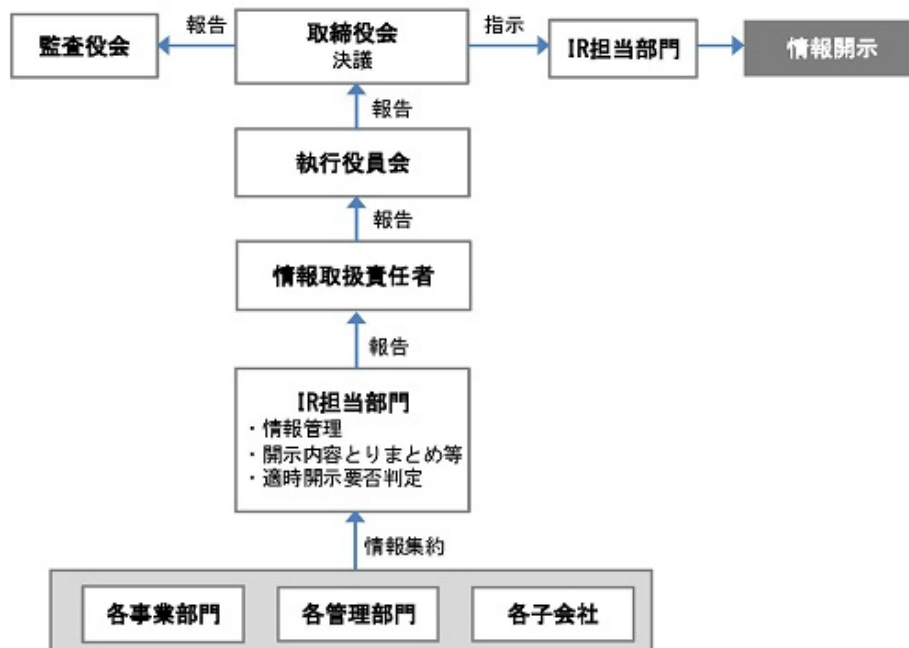 監査役会
報告
取締役会
決議
指示
IR担当部門
情報開示
報告
執行役員会
報告
情報取扱責任者
報告
IR担当部門
・情報管理
・開示内容とりまとめ等
・適時開示要否判定
情報集約
各事業部門
各管理部門
各子会社